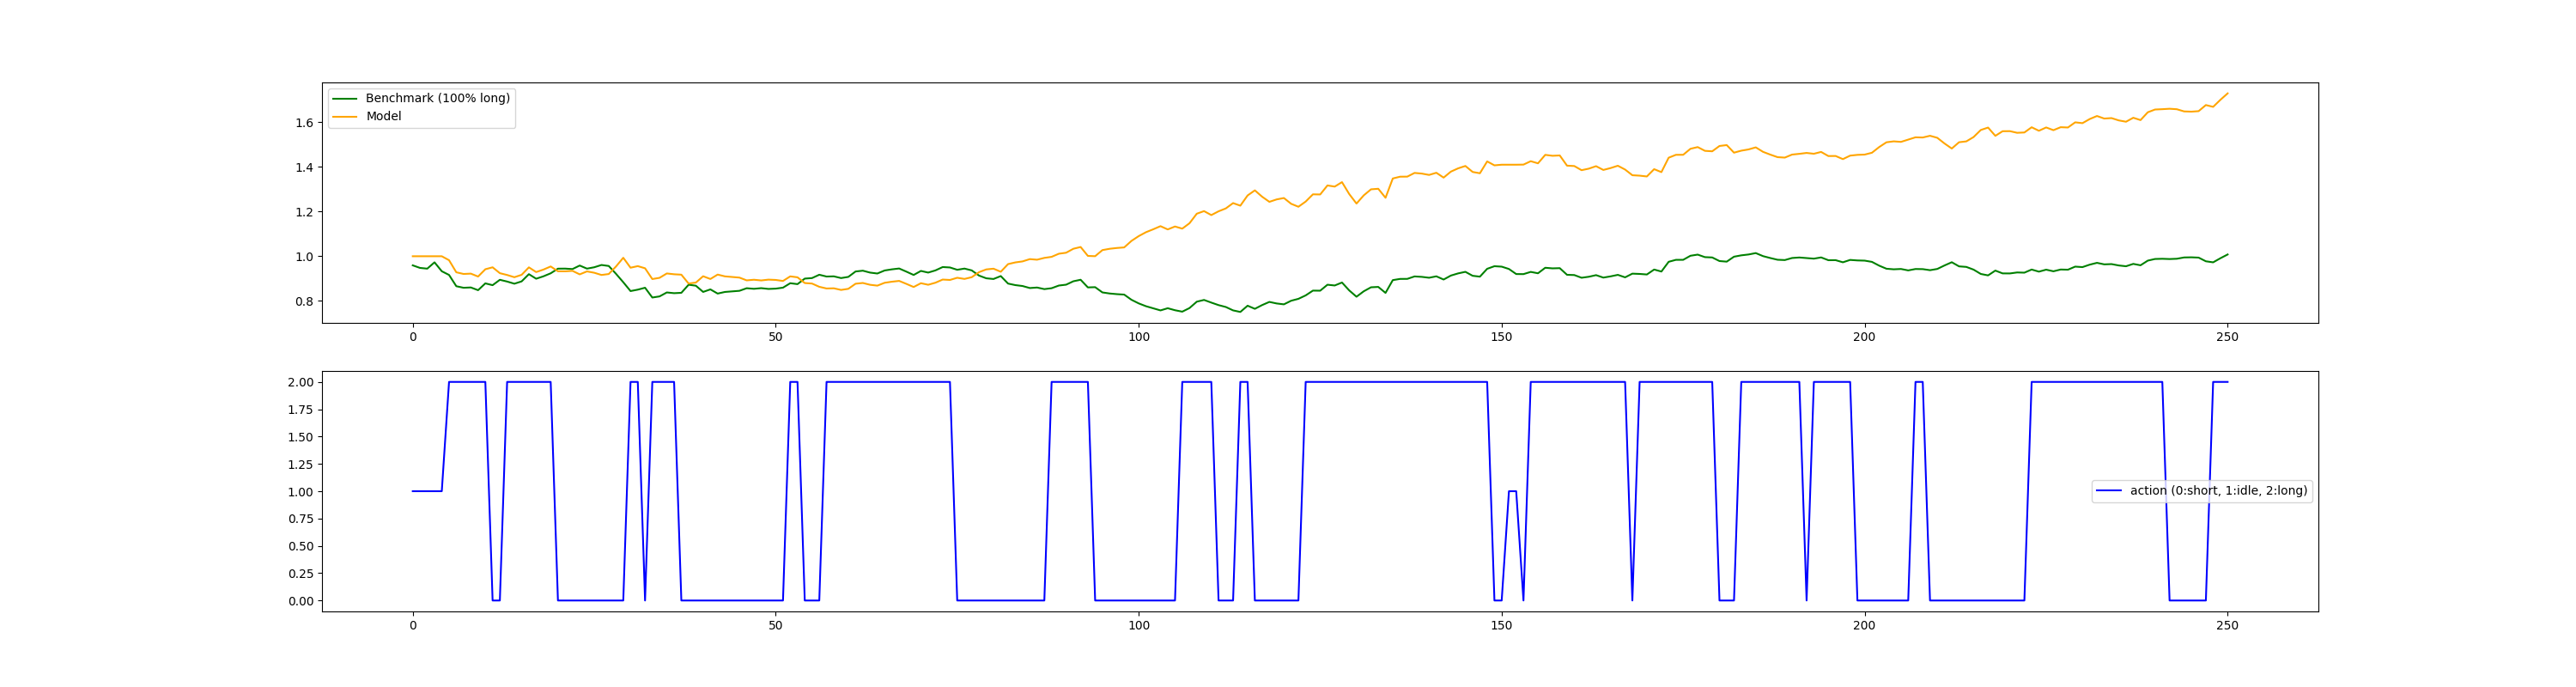 Benchmark (100% long)
Model
1.6
1.4
1.2
1.0
0.8
0 50 100 150 200 250
2.00
1.75
1.50
1.25
1.00
0.75
0.50
0.25
0.00
action (0:short, 1:idle, 2:long)
0 50 100 150 200 250